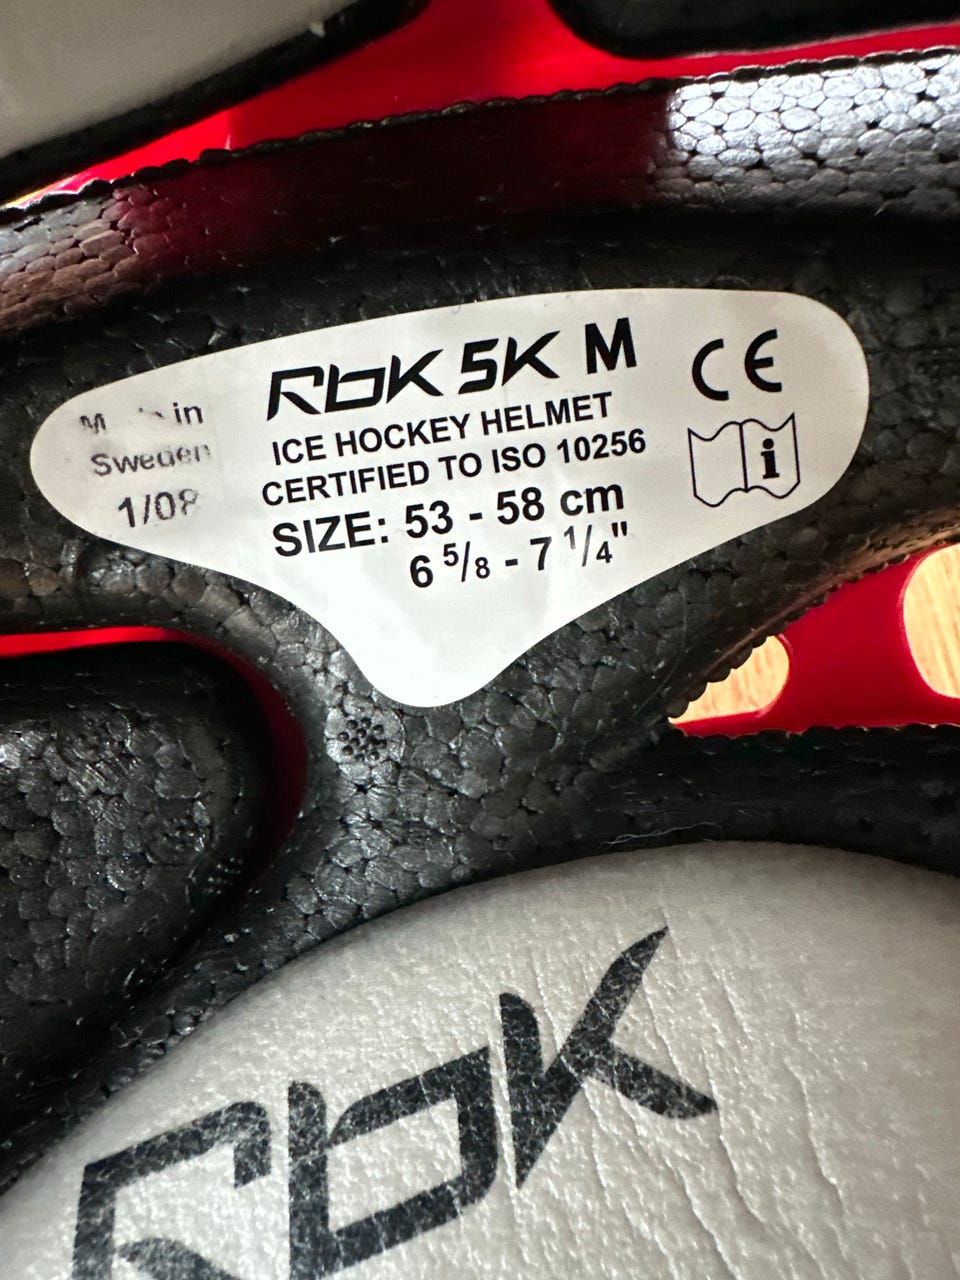 RbK 5K M
ICE HOCKEY HELMET
CERTIFIED TO ISO 10256
SIZE: 53 - 58 cm
6 5/8 - 7 1/4"
in
Sweden
1/08
CE
i
RbK